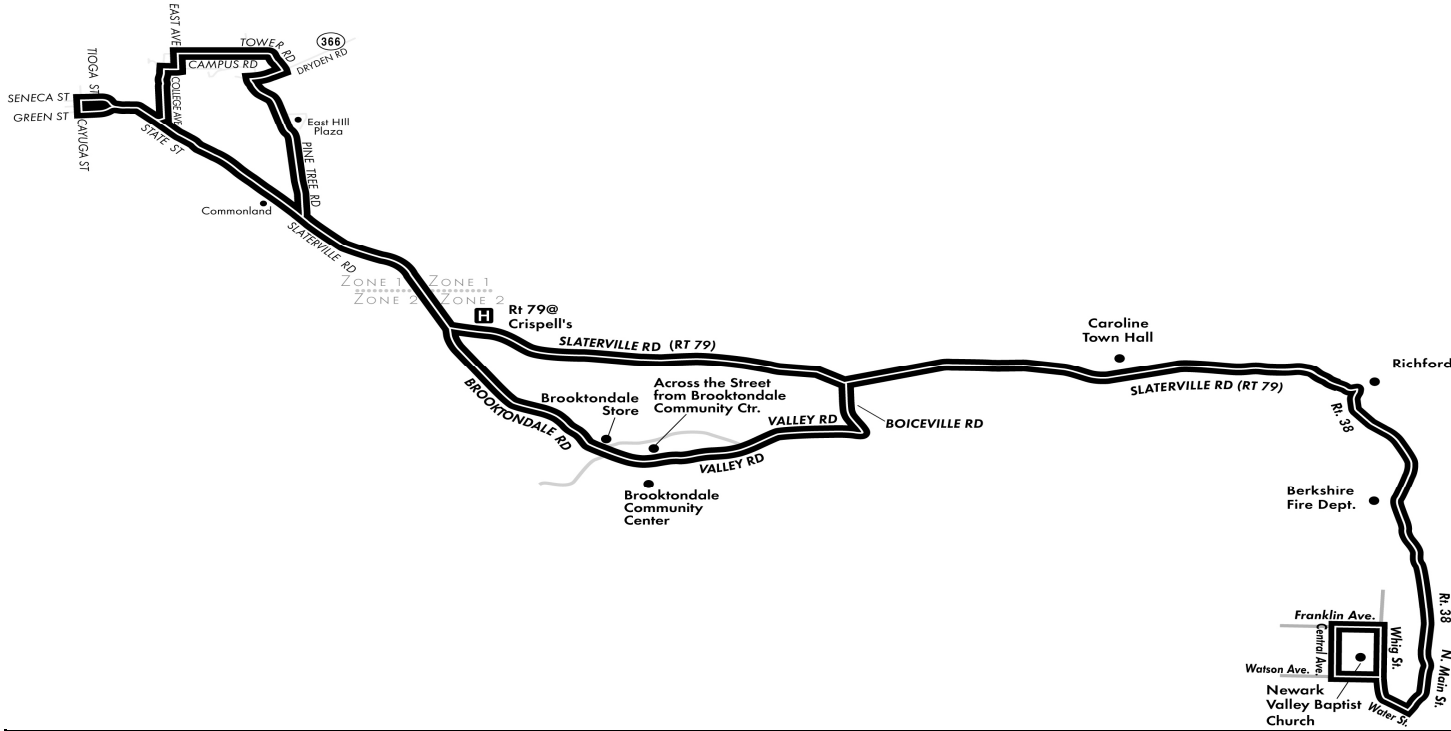 EAST AVE
TOWER RD
366
DRYDEN RD
CAMPUS RD
TIOGA ST
COLLEGE AVE
SENECA ST
GREEN ST
CAYUGA ST
STATE ST
East HIll
Plaza
PINE TREE RD
Commonland
SLATERVILLE RD
ZONE 1
ZONE 1
ZONE 2
ZONE 2
H
Rt 79@
Crispell's
SLATERVILLE RD (RT 79)
Caroline
Town Hall
Richford
SLATERVILLE RD (RT 79)
Rt. 38
BROOKTONDALE RD
Brooktondale
Store
Across the Street
from Brooktondale
Community Ctr.
VALLEY RD
BOICEVILLE RD
VALLEY RD
Brooktondale
Community
Center
Berkshire
Fire Dept.
Rt. 38
N. Main St.
Franklin Ave.
Central Ave.
Whig St.
Watson Ave.
Newark
Valley Baptist
Church
Water St.